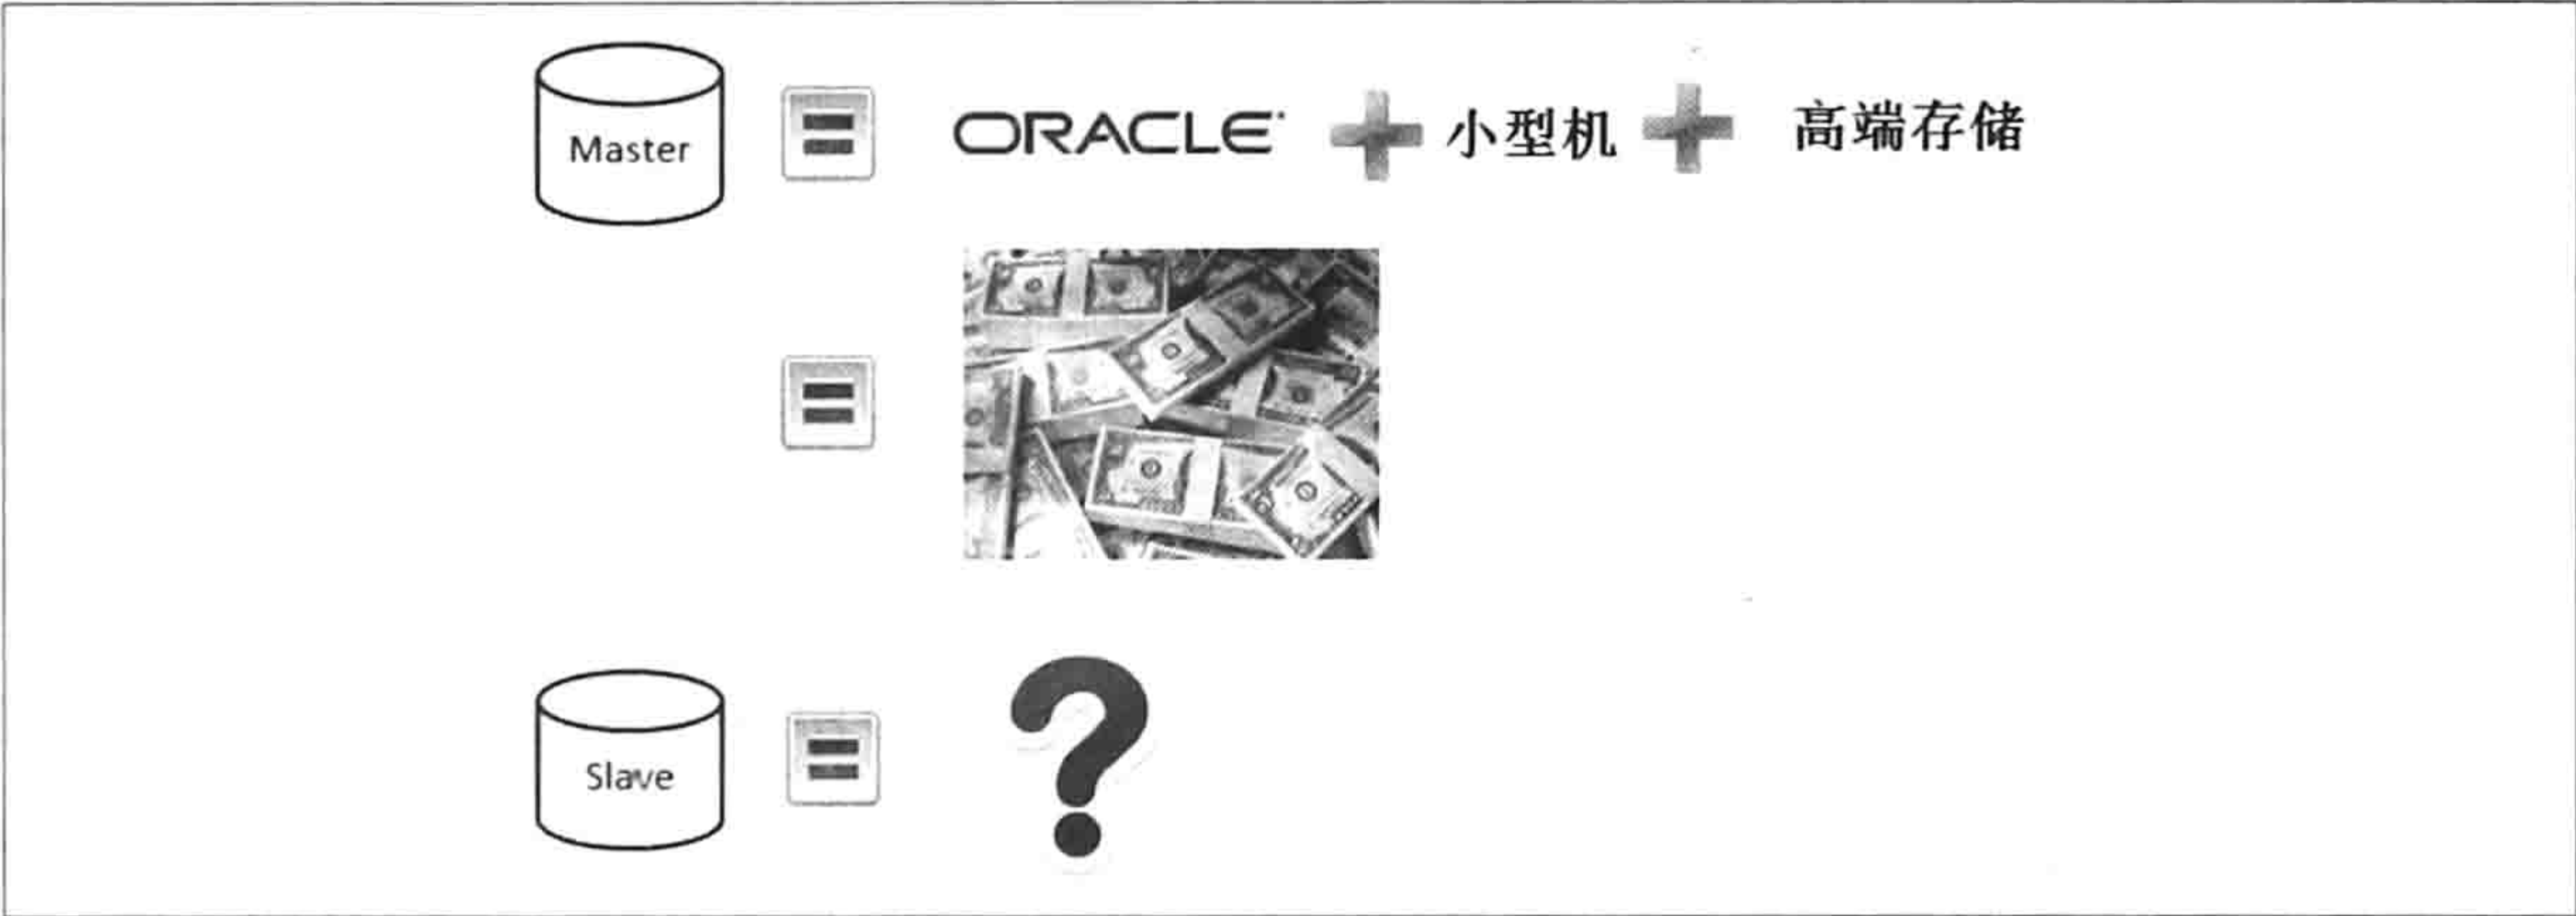 Master = ORACLE + 小型机 + 高端存储
=
Slave = ?